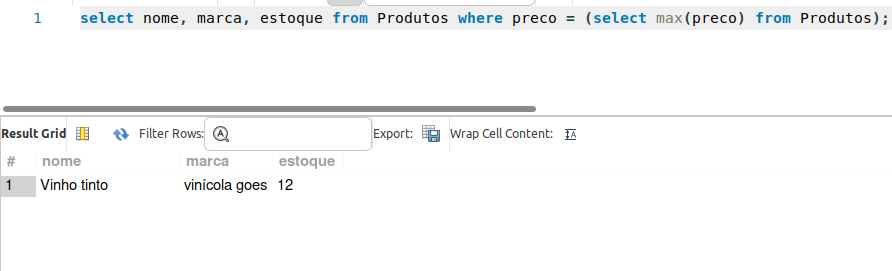 1 select nome, marca, estoque from Produtos where preco = (select max(preco) from Produtos);
Result Grid Filter Rows: Export: Wrap Cell Content:
# nome marca estoque
1 Vinho tinto vinícola goes 12